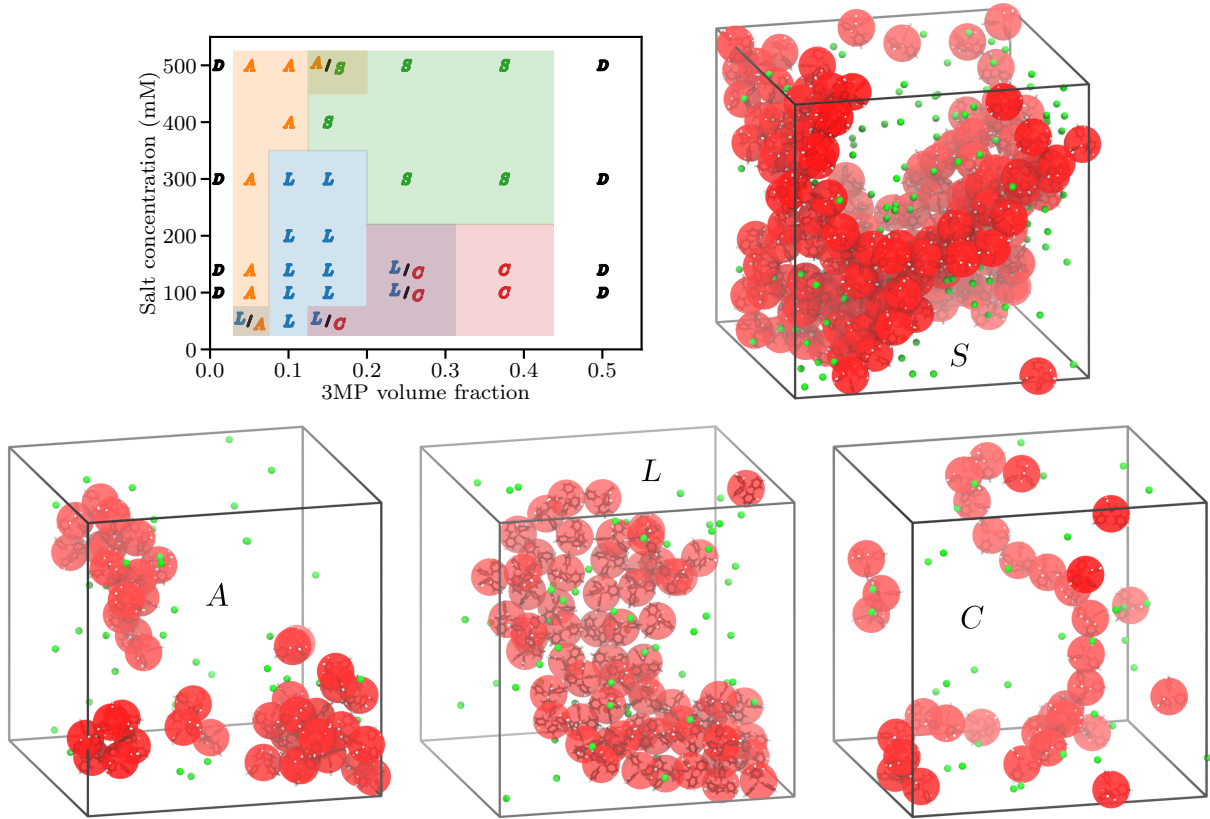 500 D A A A/S S S D
400 A S
300 D A L L S S D
200 L L
D A L L L/C C D
100 D A L L L/C C D
L/A L L/C
0
0.0 0.1 0.2 0.3 0.4 0.5
3MP volume fraction
Salt concentration (mM)
S
A
L
C